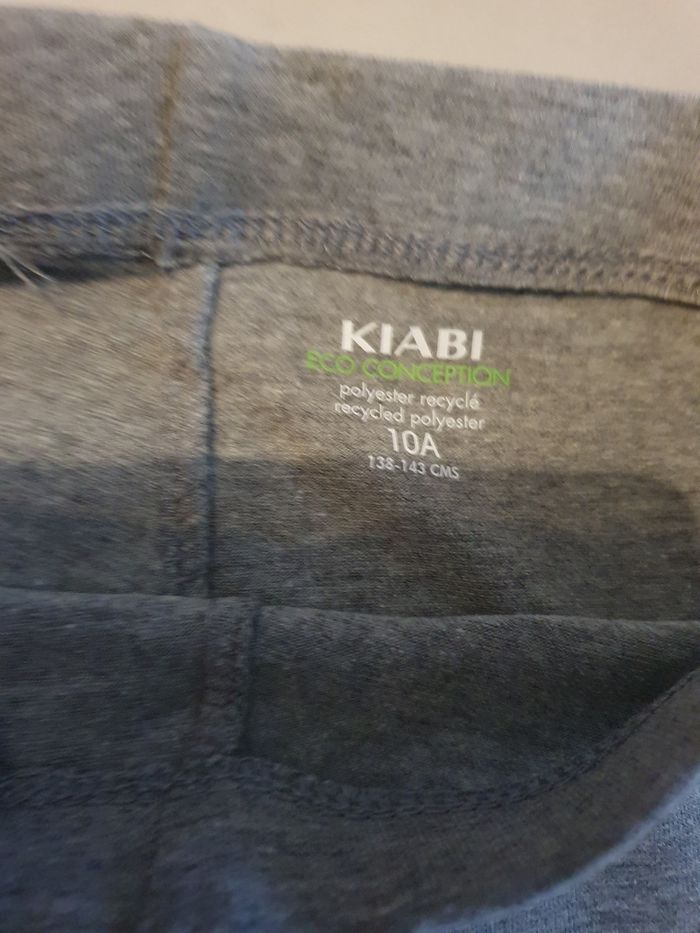 KIABI
ECO CONCEPTION
polyester recyclé
recycled polyester
10A
138-143 CMS